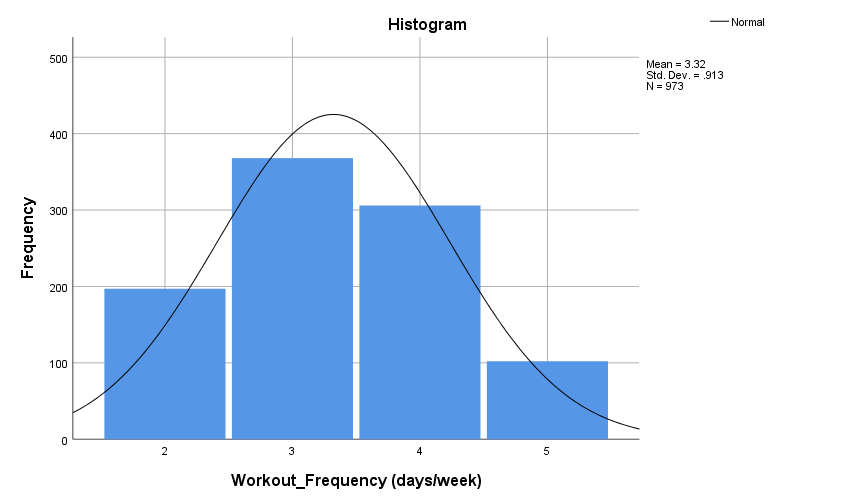 Histogram
Normal
Mean = 3.32
Std. Dev. = .913
N = 973
Frequency
500
400
300
200
100
0
2 3 4 5
Workout_Frequency (days/week)